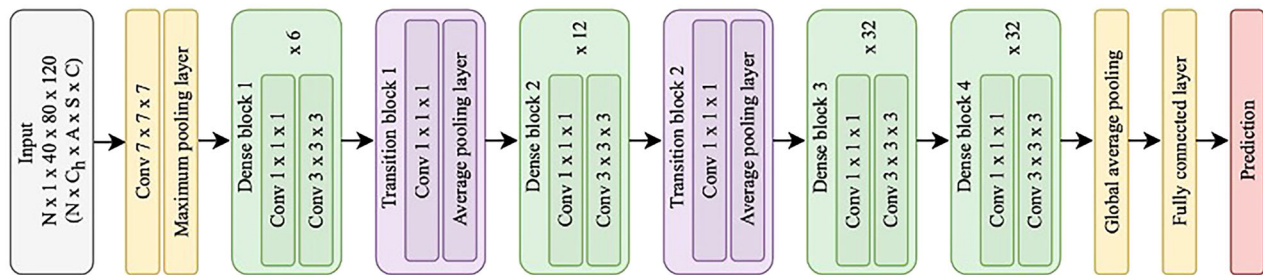 Input
N x 1 x 40 x 80 x 120
(N x Ch x A x S x C)
Conv 7 x 7 x 7
Maximum pooling layer
Dense block 1
Conv 1 x 1 x 1
Conv 3 x 3 x 3
x 6
Transition block 1
Conv 1 x 1 x 1
Average pooling layer
Dense block 2
Conv 1 x 1 x 1
Conv 3 x 3 x 3
x 12
Transition block 2
Conv 1 x 1 x 1
Average pooling layer
Dense block 3
Conv 1 x 1 x 1
Conv 3 x 3 x 3
x 32
Dense block 4
Conv 1 x 1 x 1
Conv 3 x 3 x 3
x 32
Global average pooling
Fully connected layer
Prediction